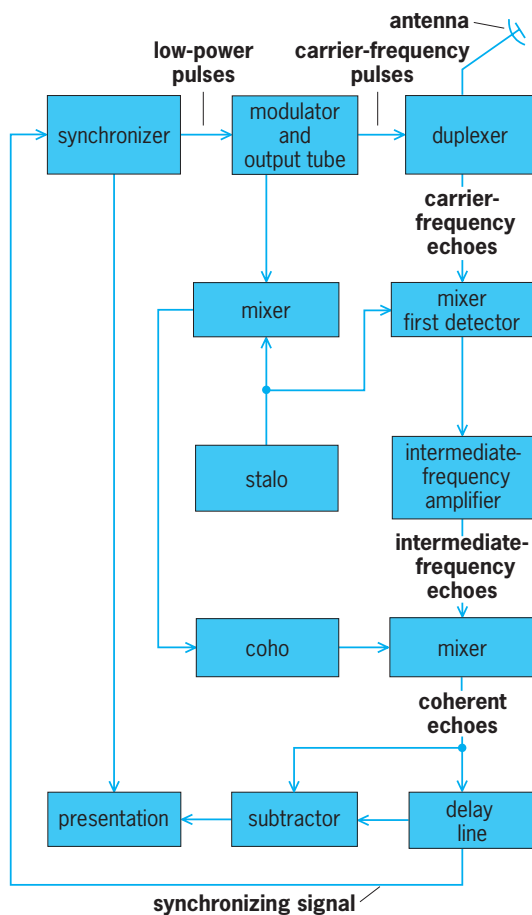 antenna
low-power
pulses
carrier-frequency
pulses
synchronizer
modulator
and
output tube
duplexer
carrier-
frequency
echoes
mixer
mixer
first detector
stalo
intermediate-
frequency
amplifier
intermediate-
frequency
echoes
coho
mixer
coherent
echoes
presentation
subtractor
delay
line
synchronizing signal